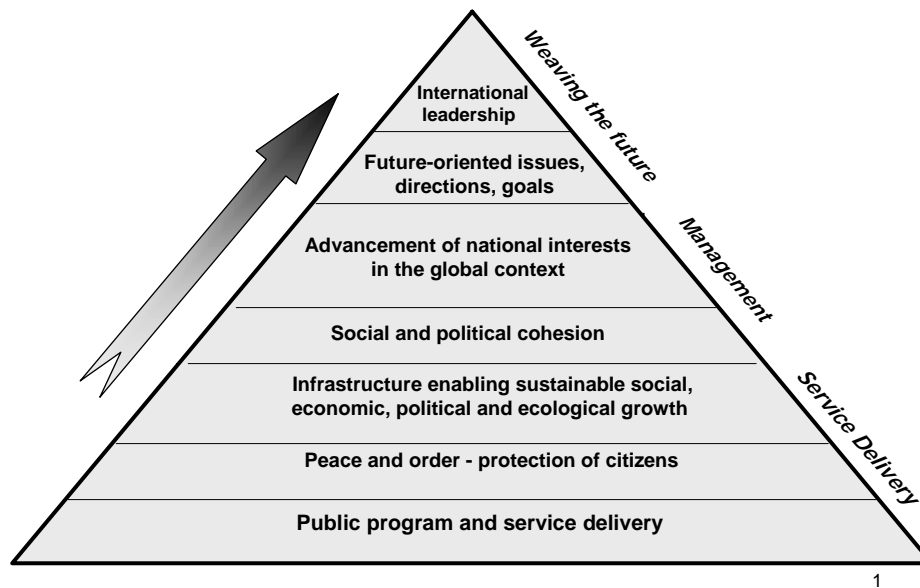 International
leadership
Future-oriented issues,
directions, goals
Advancement of national interests
in the global context
Social and political cohesion
Infrastructure enabling sustainable social,
economic, political and ecological growth
Peace and order - protection of citizens
Public program and service delivery
Weaving the future
Management
Service Delivery
1